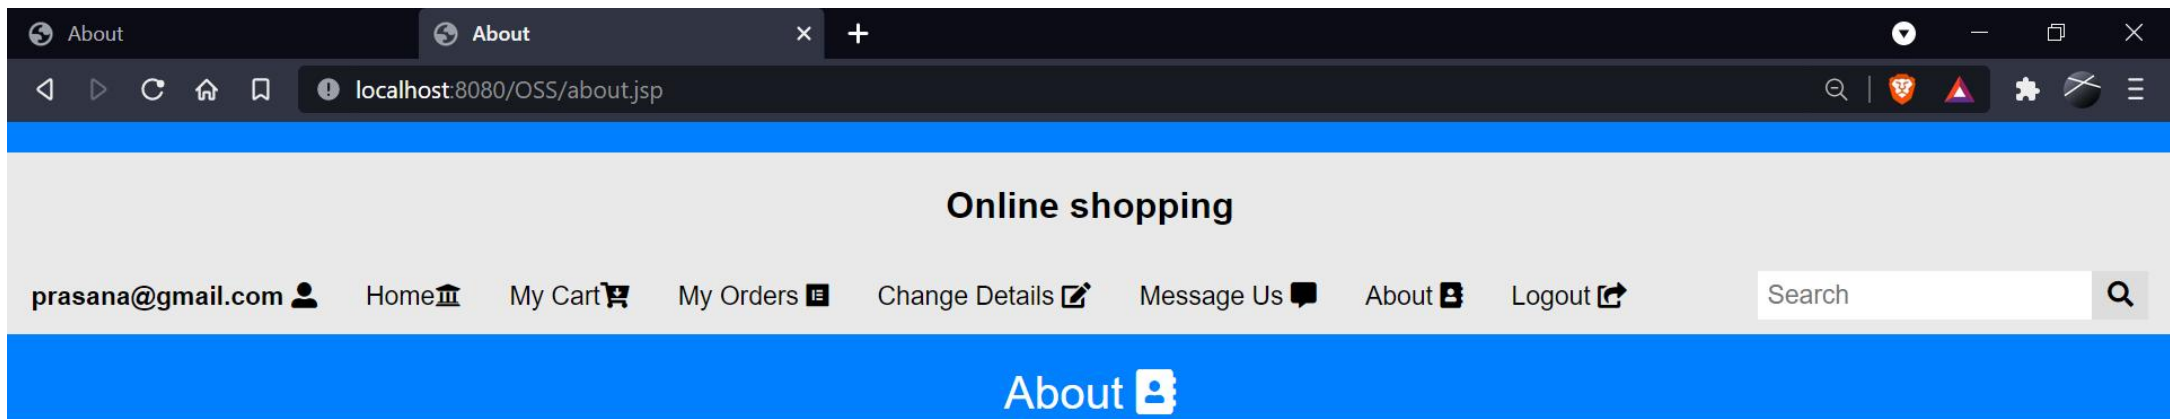 About About
localhost:8080/OSS/about.jsp
Online shopping
prasana@gmail.com Home My Cart My Orders Change Details Message Us About Logout Search
About